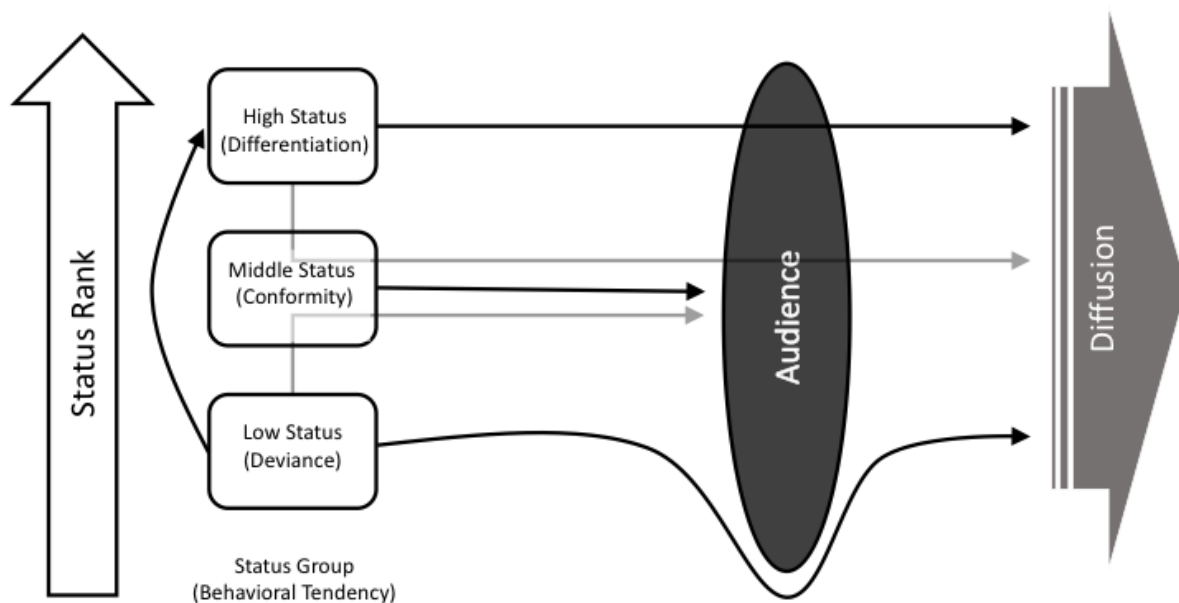 Status Rank
High Status
(Differentiation)
Middle Status
(Conformity)
Low Status
(Deviance)
Status Group
(Behavioral Tendency)
Audience
Diffusion